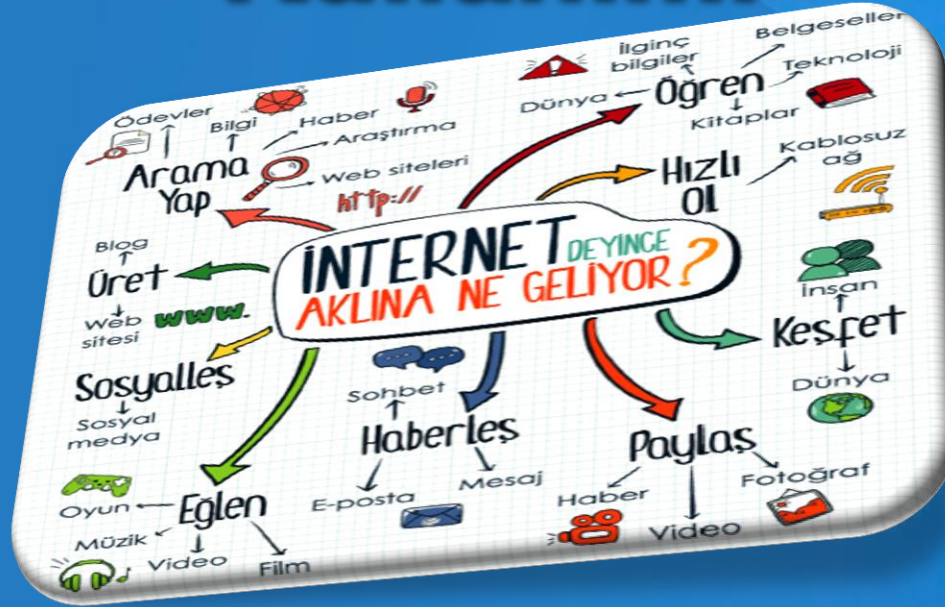 İNTERNET DEYİNCE
AKLINA NE GELİYOR?
Arama
Yap
Ödevler
Bilgi
Haber
Araştırma
Web siteleri
http://
Öğren
Dünya
İlginç
bilgiler
Belgeseller
Teknoloji
Kitaplar
Hızlı
Ol
Kablosuz
ağ
Üret
Blog
Web
sitesi
www.
Keşfet
İnsan
Dünya
Sosyalleş
Sosyal
medya
Haberleş
Sohbet
E-posta
Mesaj
Paylaş
Haber
Video
Fotoğraf
Eğlen
Oyun
Müzik
Video
Film